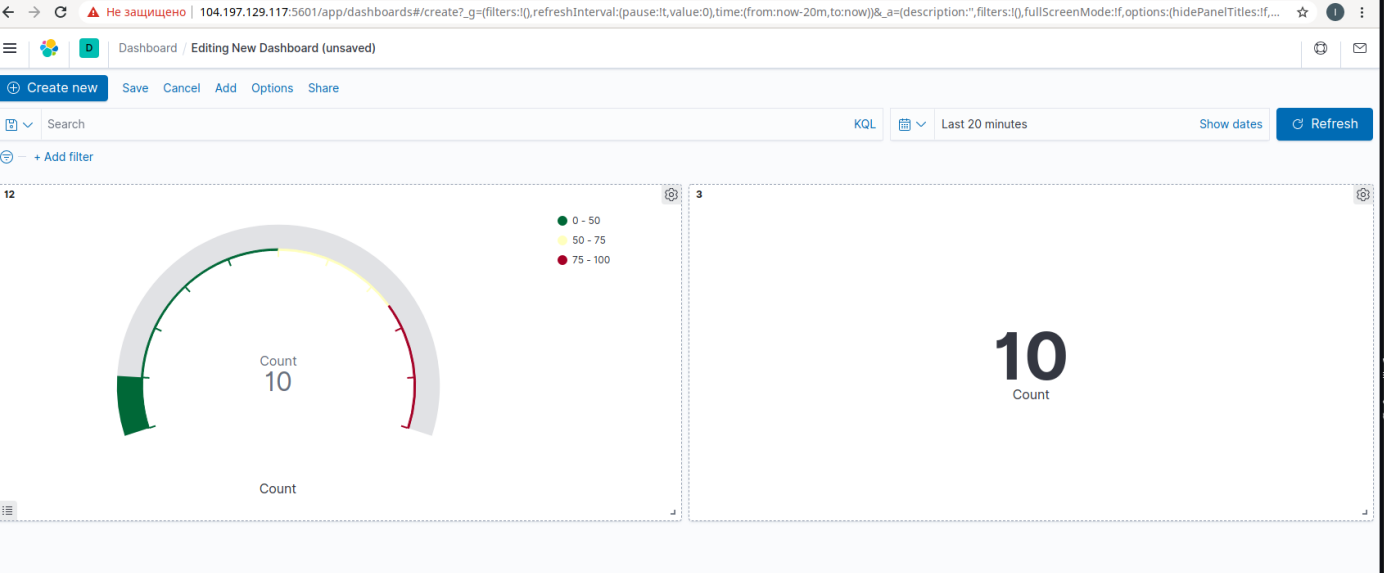 Не защищено 104.197.129.117:5601/app/dashboards#/create?_g=(filters:!(),refreshInterval:(pause:!t,value:0),time:(from:now-20m,to:now))&_a=(description:'',filters:!(),fullScreenMode:!f,options:(hidePanelTitles:!f,... I
D Dashboard / Editing New Dashboard (unsaved)
Create new Save Cancel Add Options Share
Search KQL Last 20 minutes Show dates Refresh
+ Add filter
12
0 - 50
50 - 75
75 - 100
Count
10
Count
3
10
Count